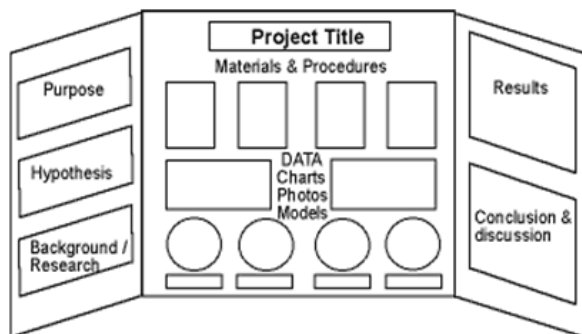 Purpose
Hypothesis
Background /
Research
Project Title
Materials & Procedures
DATA
Charts
Photos
Models
Results
Conclusion &
discussion